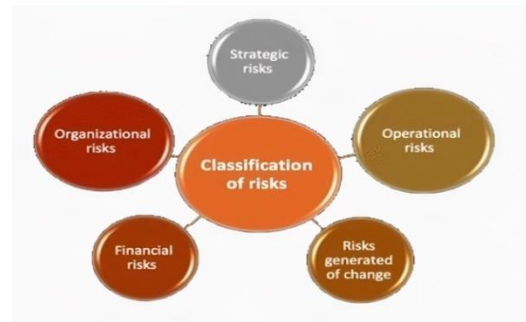 Strategic
risks
Organizational
risks
Operational
risks
Classification
of risks
Financial
risks
Risks
generated
of change